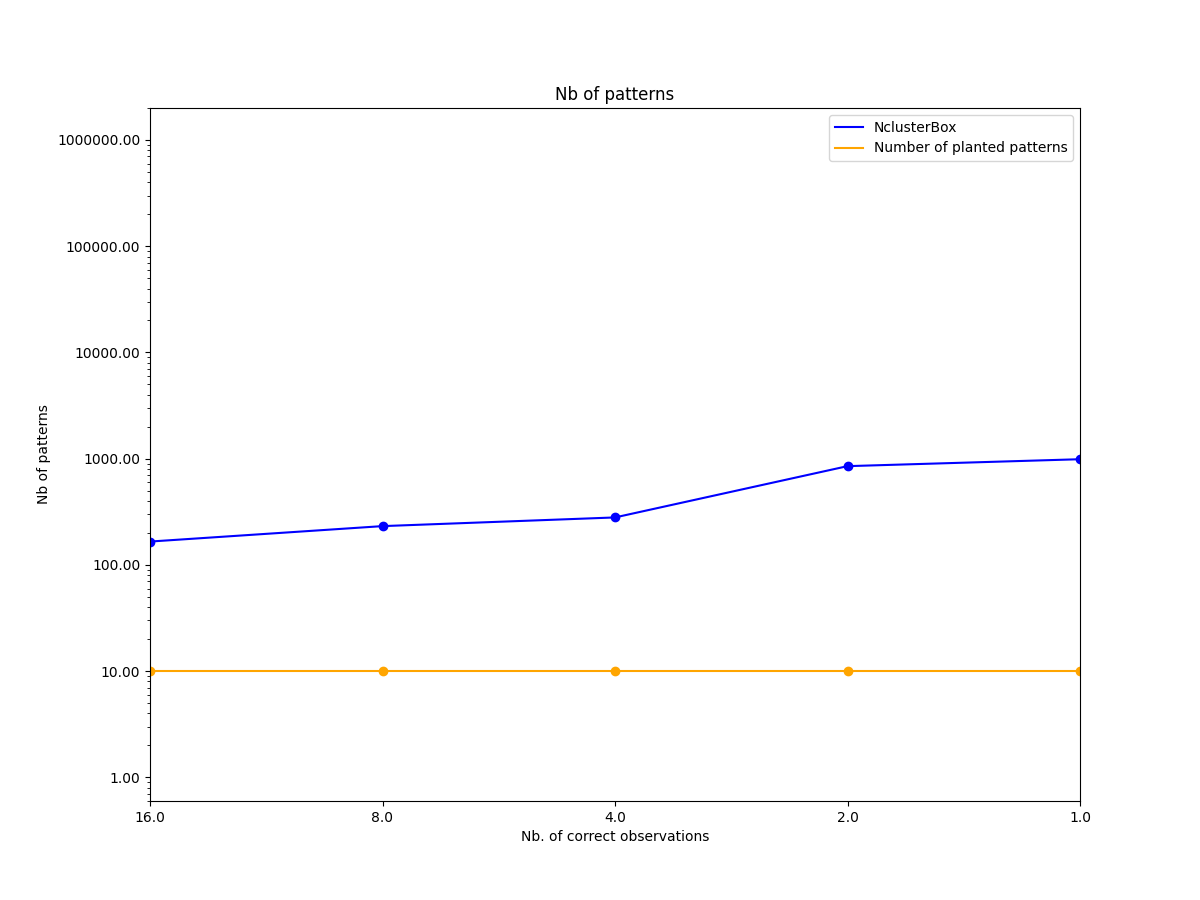 Nb of patterns
NclusterBox
Number of planted patterns
1000000.00
100000.00
10000.00
1000.00
100.00
10.00
1.00
Nb of patterns
16.0 8.0 4.0 2.0 1.0
Nb. of correct observations